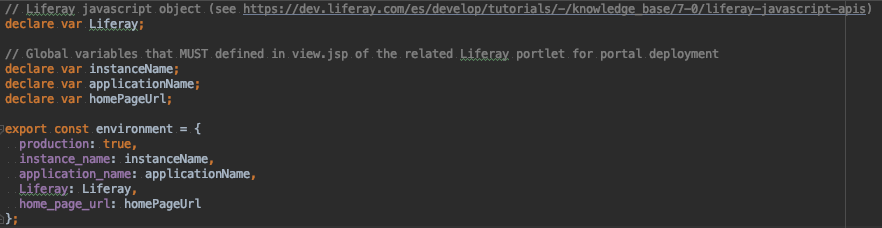 // Liferay javascript object (see https://dev.liferay.com/es/develop/tutorials/-/knowledge_base/7-0/liferay-javascript-apis)
declare var Liferay;
// Global variables that MUST defined in view.jsp of the related Liferay portlet for portal deployment
declare var instanceName;
declare var applicationName;
declare var homePageUrl;
export const environment = {
production: true,
instance_name: instanceName,
application_name: applicationName,
Liferay: Liferay,
home_page_url: homePageUrl
};